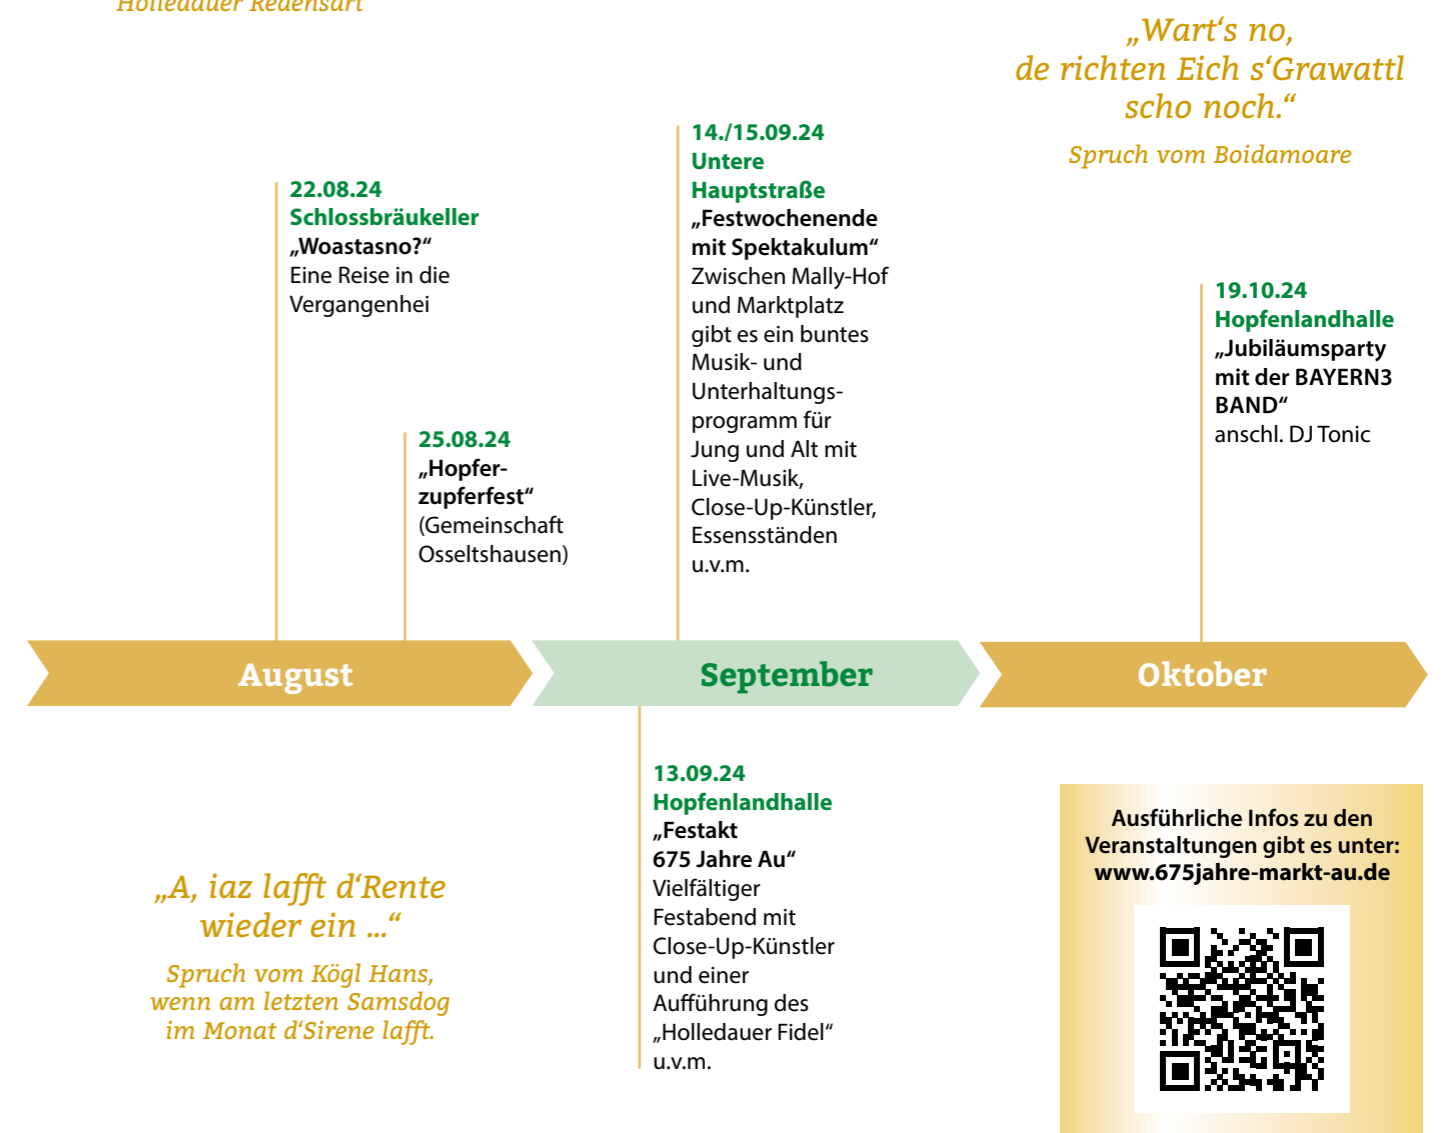 Holledauer Redensart
„Wart‘s no,
de richten Eich s‘Grawattl
scho noch.“
Spruch vom Boidamoare
22.08.24
Schlossbräukeller
„Woastasno?“
Eine Reise in die
Vergangenhei
25.08.24
„Hopfer-
zupferfest“
(Gemeinschaft
Osseltshausen)
14./15.09.24
Untere
Hauptstraße
„Festwochenende
mit Spektakulum“
Zwischen Mally-Hof
und Marktplatz
gibt es ein buntes
Musik- und
Unterhaltungs-
programm für
Jung und Alt mit
Live-Musik,
Close-Up-Künstler,
Essensständen
u.v.m.
19.10.24
Hopfenlandhalle
„Jubiläumsparty
mit der BAYERN3
BAND“
anschl. DJ Tonic
August
September
Oktober
13.09.24
Hopfenlandhalle
„Festakt
675 Jahre Au“
Vielfältiger
Festabend mit
Close-Up-Künstler
und einer
Aufführung des
„Holledauer Fidel“
u.v.m.
„A, iaz lafft d‘Rente
wieder ein ...“
Spruch vom Kögl Hans,
wenn am letzten Samsdog
im Monat d‘Sirene lafft.
Ausführliche Infos zu den
Veranstaltungen gibt es unter:
www.675jahre-markt-au.de